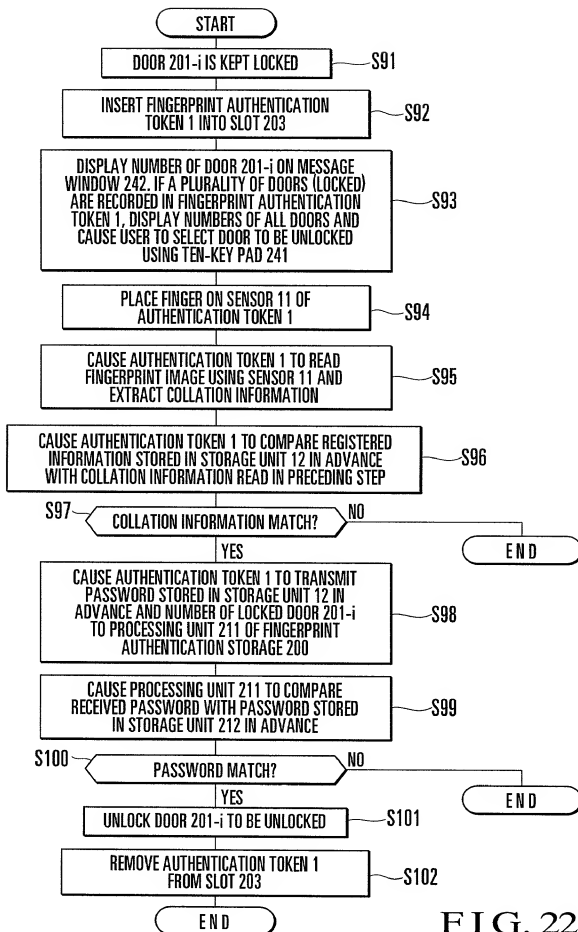 START
DOOR 201-i IS KEPT LOCKED
S91
INSERT FINGERPRINT AUTHENTICATION
TOKEN 1 INTO SLOT 203
S92
DISPLAY NUMBER OF DOOR 201-i ON MESSAGE
WINDOW 242. IF A PLURALITY OF DOORS (LOCKED)
ARE RECORDED IN FINGERPRINT AUTHENTICATION
TOKEN 1, DISPLAY NUMBERS OF ALL DOORS AND
CAUSE USER TO SELECT DOOR TO BE UNLOCKED
USING TEN-KEY PAD 241
S93
PLACE FINGER ON SENSOR 11 OF
AUTHENTICATION TOKEN 1
S94
CAUSE AUTHENTICATION TOKEN 1 TO READ
FINGERPRINT IMAGE USING SENSOR 11 AND
EXTRACT COLLATION INFORMATION
S95
CAUSE AUTHENTICATION TOKEN 1 TO COMPARE REGISTERED
INFORMATION STORED IN STORAGE UNIT 12 IN ADVANCE
WITH COLLATION INFORMATION READ IN PRECEDING STEP
S96
S97
COLLATION INFORMATION MATCH?
NO
END
YES
CAUSE AUTHENTICATION TOKEN 1 TO TRANSMIT
PASSWORD STORED IN STORAGE UNIT 12 IN
ADVANCE AND NUMBER OF LOCKED DOOR 201-i
TO PROCESSING UNIT 211 OF FINGERPRINT
AUTHENTICATION STORAGE 200
S98
CAUSE PROCESSING UNIT 211 TO COMPARE
RECEIVED PASSWORD WITH PASSWORD STORED
IN STORAGE UNIT 212 IN ADVANCE
S99
S100
PASSWORD MATCH?
NO
END
YES
UNLOCK DOOR 201-i TO BE UNLOCKED
S101
REMOVE AUTHENTICATION TOKEN 1
FROM SLOT 203
S102
END
FIG. 22